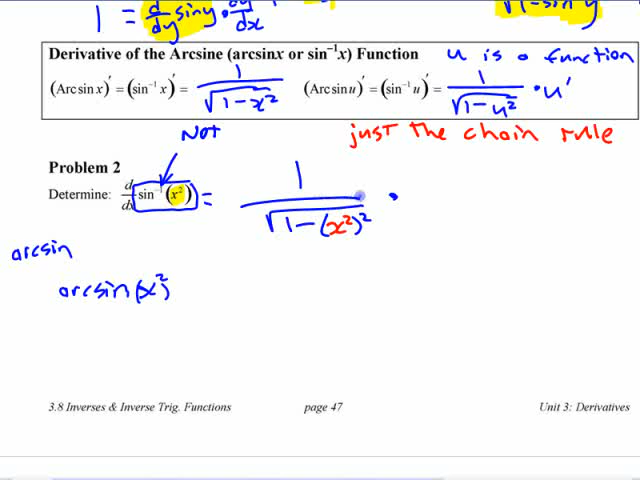 1 = d/dy sin y · dy/dx √1-sin² y
Derivative of the Arcsine (arcsinx or sin⁻¹x) Function u is a function
(Arcsin x)′ = (sin⁻¹ x)′ = 1/√1-x² (Arcsin u)′ = (sin⁻¹ u)′ = 1/√1-u² · u'
Not just the chain rule
Problem 2
Determine: d/dx sin⁻¹(x²) = 1/√1-(x²)² ·
arcsin
arcsin(x²)
3.8 Inverses & Inverse Trig. Functions page 47 Unit 3: Derivatives